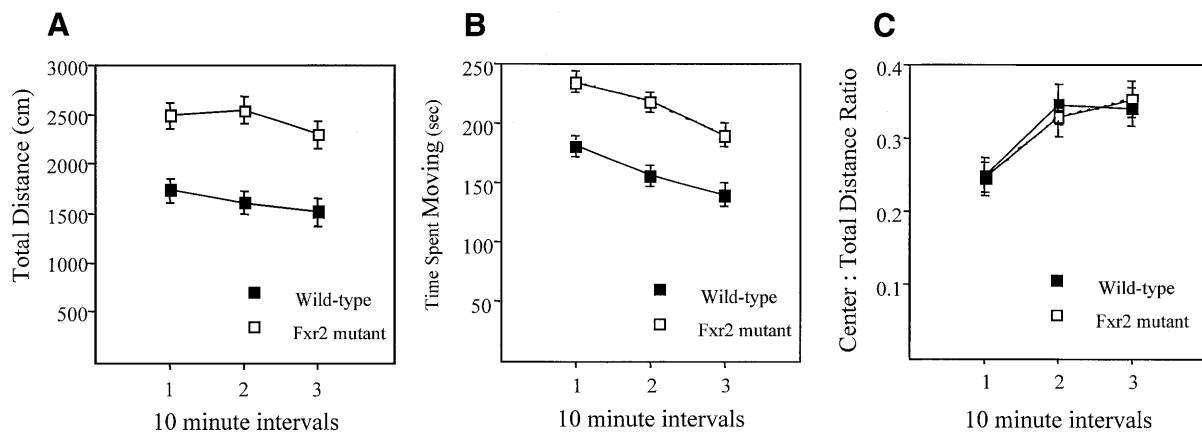 A
Total Distance (cm)
3000
2500
2000
1500
1000
500
Wild-type
Fxr2 mutant
1 2 3
10 minute intervals
B
Time Spent Moving (sec)
250
200
150
100
50
Wild-type
Fxr2 mutant
1 2 3
10 minute intervals
C
Center : Total Distance Ratio
0.4
0.3
0.2
0.1
Wild-type
Fxr2 mutant
1 2 3
10 minute intervals